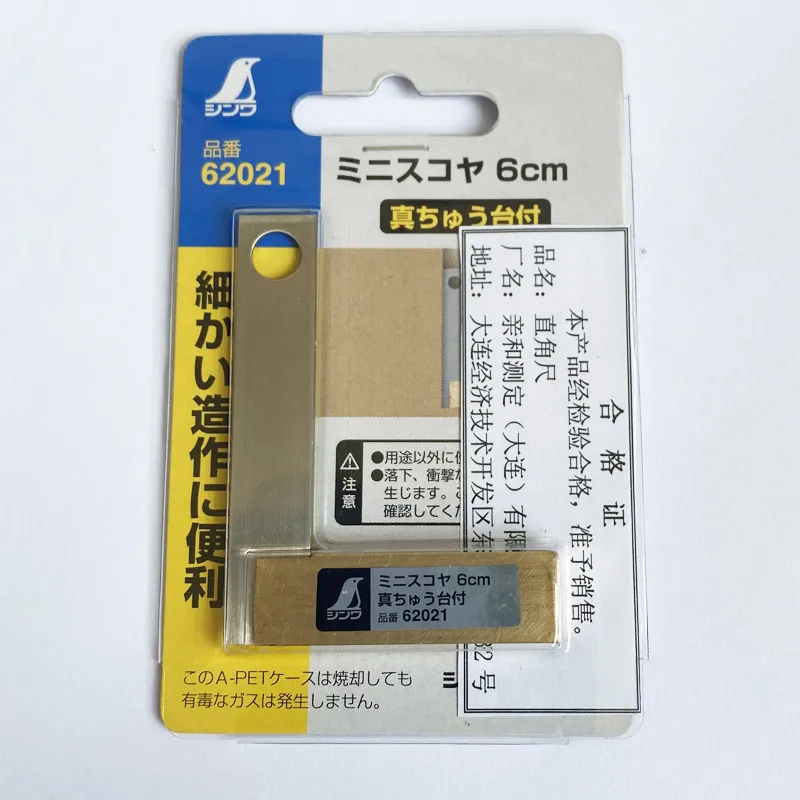 シンワ
品番
62021
ミニスコヤ 6cm
真ちゅう台付
細かい造作に便利
注意
●用途以外に使
●落下、衝撃な
生じます。
確認してくだ
シンワ
ミニスコヤ 6cm
真ちゅう台付
品番 62021
このA-PETケースは焼却しても
有毒なガスは発生しません。
合格证
本产品经检验合格，准予销售。
品名：直角尺
厂名：亲和测定（大连）有限
地址：大连经济技术开发区东
号